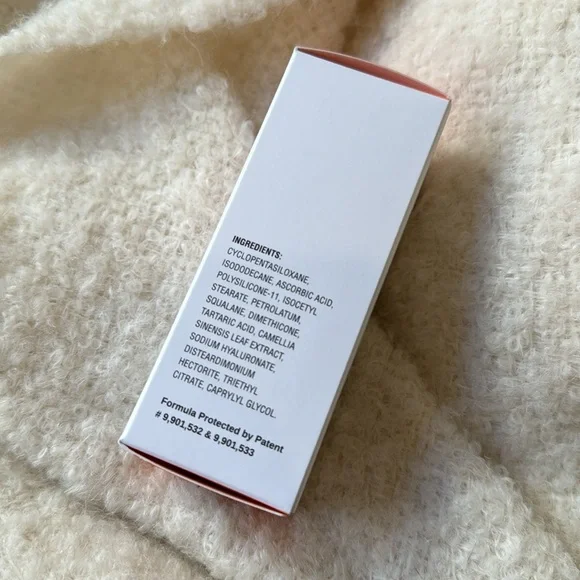 INGREDIENTS:
CYCLOPENTASILOXANE,
ISODODECANE, ASCORBIC ACID,
POLYSILICONE-11, ISOCETYL
STEARATE, PETROLATUM,
SQUALANE, DIMETHICONE,
TARTARIC ACID, CAMELLIA
SINENSIS LEAF EXTRACT,
SODIUM HYALURONATE,
DISTEARDIMONIUM
HECTORITE, TRIETHYL
CITRATE, CAPRYLYL GLYCOL.
Formula Protected by Patent
# 9,901,532 & 9,901,533